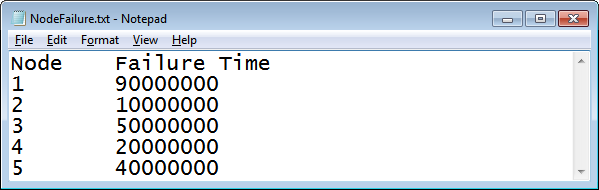 NodeFailure.txt - Notepad
File Edit Format View Help
Node Failure Time
1 90000000
2 10000000
3 50000000
4 20000000
5 40000000